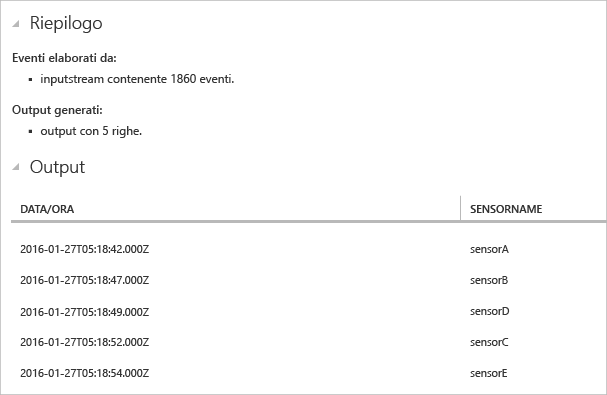 Riepilogo
Eventi elaborati da:
▪ inputstream contenente 1860 eventi.
Output generati:
▪ output con 5 righe.
Output
DATA/ORA SENSORNAME
2016-01-27T05:18:42.000Z sensorA
2016-01-27T05:18:47.000Z sensorB
2016-01-27T05:18:49.000Z sensorD
2016-01-27T05:18:52.000Z sensorC
2016-01-27T05:18:54.000Z sensorE